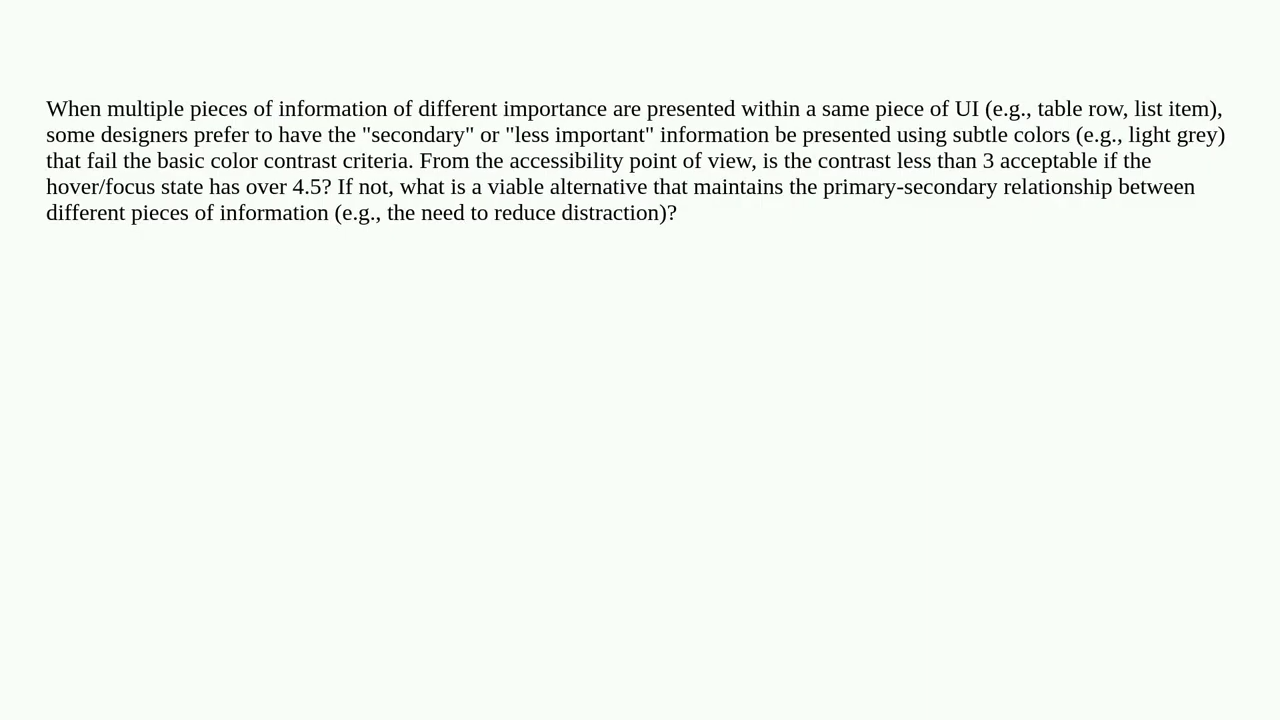 When multiple pieces of information of different importance are presented within a same piece of UI (e.g., table row, list item),
some designers prefer to have the "secondary" or "less important" information be presented using subtle colors (e.g., light grey)
that fail the basic color contrast criteria. From the accessibility point of view, is the contrast less than 3 acceptable if the
hover/focus state has over 4.5? If not, what is a viable alternative that maintains the primary-secondary relationship between
different pieces of information (e.g., the need to reduce distraction)?